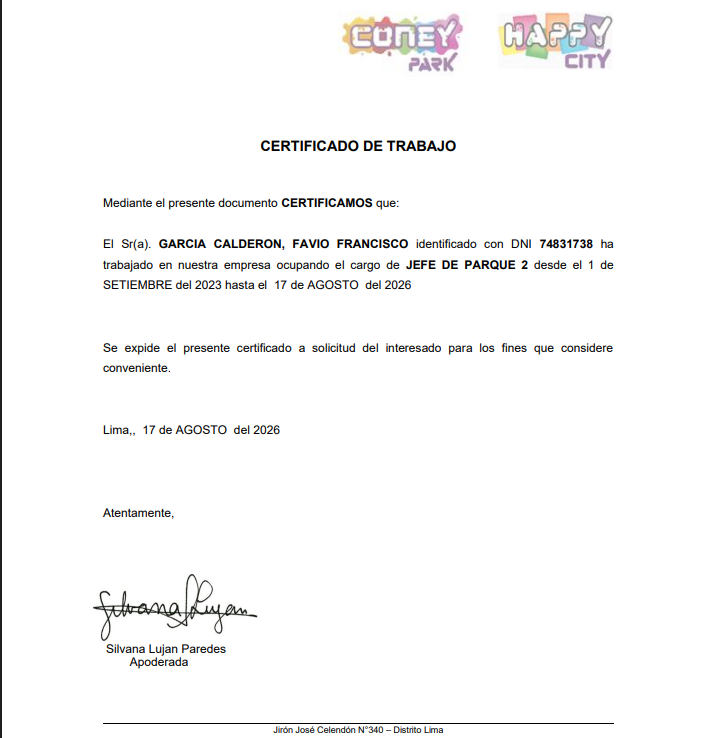 CONEY PARK
HAPPY CITY
CERTIFICADO DE TRABAJO
Mediante el presente documento CERTIFICAMOS que:
El Sr(a). GARCIA CALDERON, FAVIO FRANCISCO identificado con DNI 74831738 ha
trabajado en nuestra empresa ocupando el cargo de JEFE DE PARQUE 2 desde el 1 de
SETIEMBRE del 2023 hasta el  17 de AGOSTO  del 2026
Se expide el presente certificado a solicitud del interesado para los fines que considere
conveniente.
Lima,,  17 de AGOSTO  del 2026
Atentamente,
Silvana Lujan
Silvana Lujan Paredes
Apoderada
Jirón José Celendón N°340 – Distrito Lima